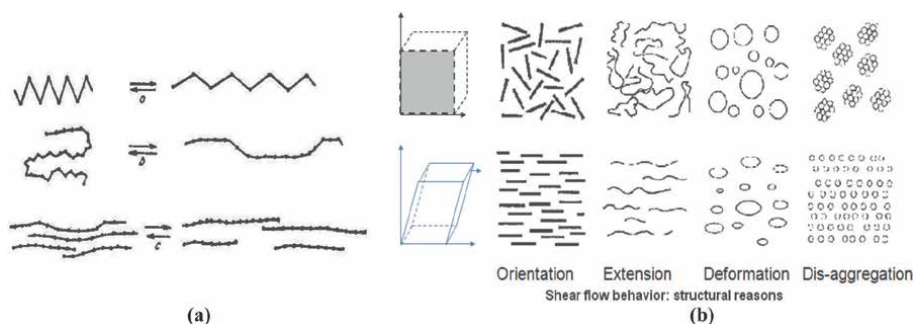 a
b
c
Orientation Extension Deformation Dis-aggregation
Shear flow behavior: structural reasons
(a) (b)